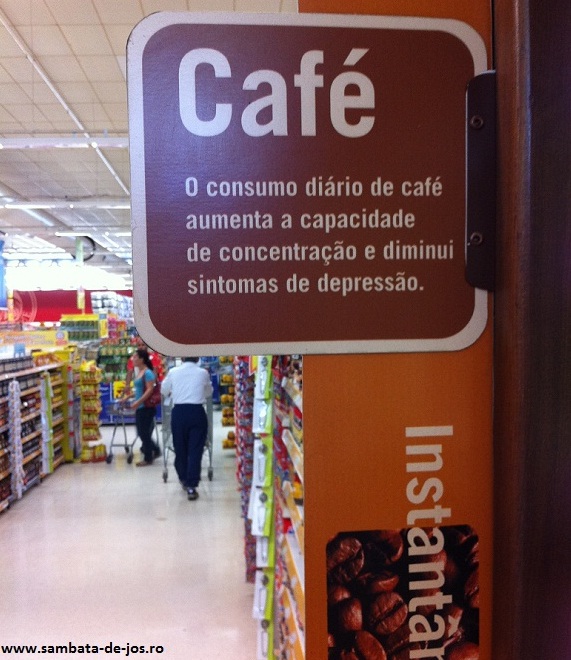 Café
O consumo diário de café
aumenta a capacidade
de concentração e diminui
sintomas de depressão.
www.sambata-de-jos.ro